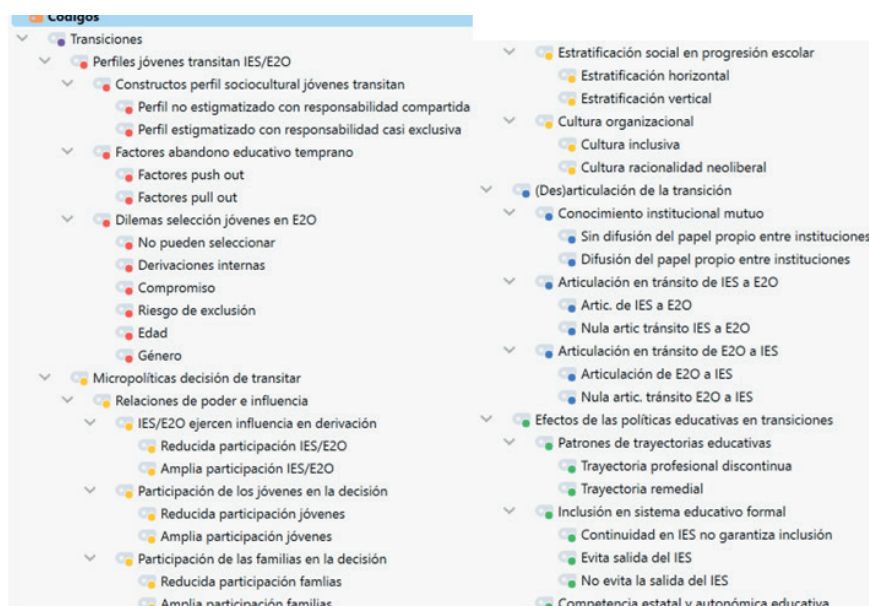 Códigos
Transiciones
Perfiles jóvenes transitan IES/E2O
Constructos perfil sociocultural jóvenes transitan
Perfil no estigmatizado con responsabilidad compartida
Perfil estigmatizado con responsabilidad casi exclusiva
Factores abandono educativo temprano
Factores push out
Factores pull out
Dilemas selección jóvenes en E2O
No pueden seleccionar
Derivaciones internas
Compromiso
Riesgo de exclusión
Edad
Género
Micropolíticas decisión de transitar
Relaciones de poder e influencia
IES/E2O ejercen influencia en derivación
Reducida participación IES/E2O
Amplia participación IES/E2O
Participación de los jóvenes en la decisión
Reducida participación jóvenes
Amplia participación jóvenes
Participación de las familias en la decisión
Reducida participación famlias
Amplia participación familias
Estratificación social en progresión escolar
Estratificación horizontal
Estratificación vertical
Cultura organizacional
Cultura inclusiva
Cultura racionalidad neoliberal
(Des)articulación de la transición
Conocimiento institucional mutuo
Sin difusión del papel propio entre instituciones
Difusión del papel propio entre instituciones
Articulación en tránsito de IES a E2O
Artic. de IES a E2O
Nula artic tránsito IES a E2O
Articulación en tránsito de E2O a IES
Articulación de E2O a IES
Nula artic. tránsito E2O a IES
Efectos de las políticas educativas en transiciones
Patrones de trayectorias educativas
Trayectoria profesional discontinua
Trayectoria remedial
Inclusión en sistema educativo formal
Continuidad en IES no garantiza inclusión
Evita salida del IES
No evita la salida del IES
Competencia estatal y autonómica educativa